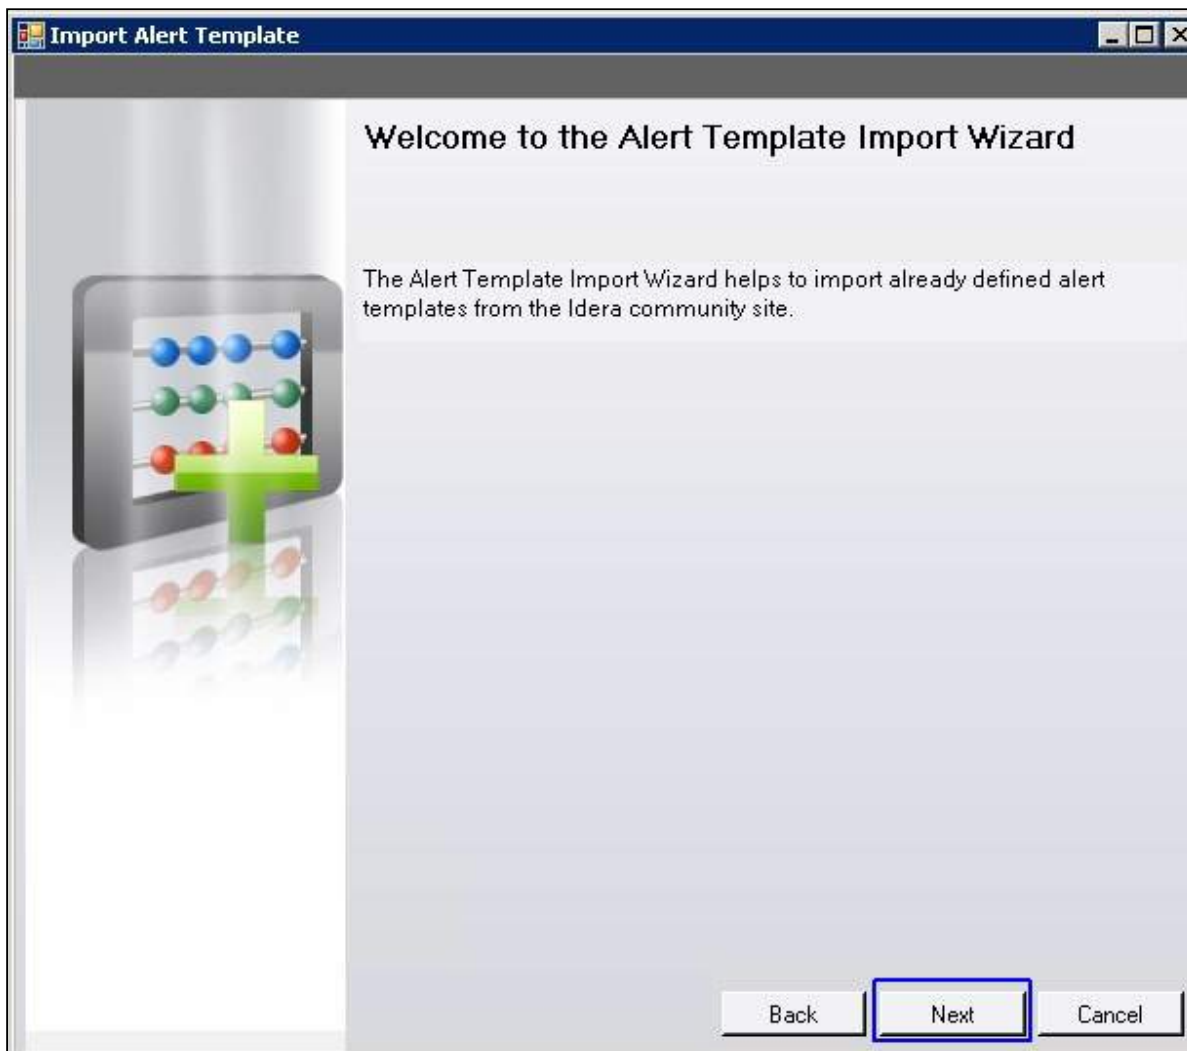 Import Alert Template
Welcome to the Alert Template Import Wizard
The Alert Template Import Wizard helps to import already defined alert
templates from the Idera community site.
Back
Next
Cancel